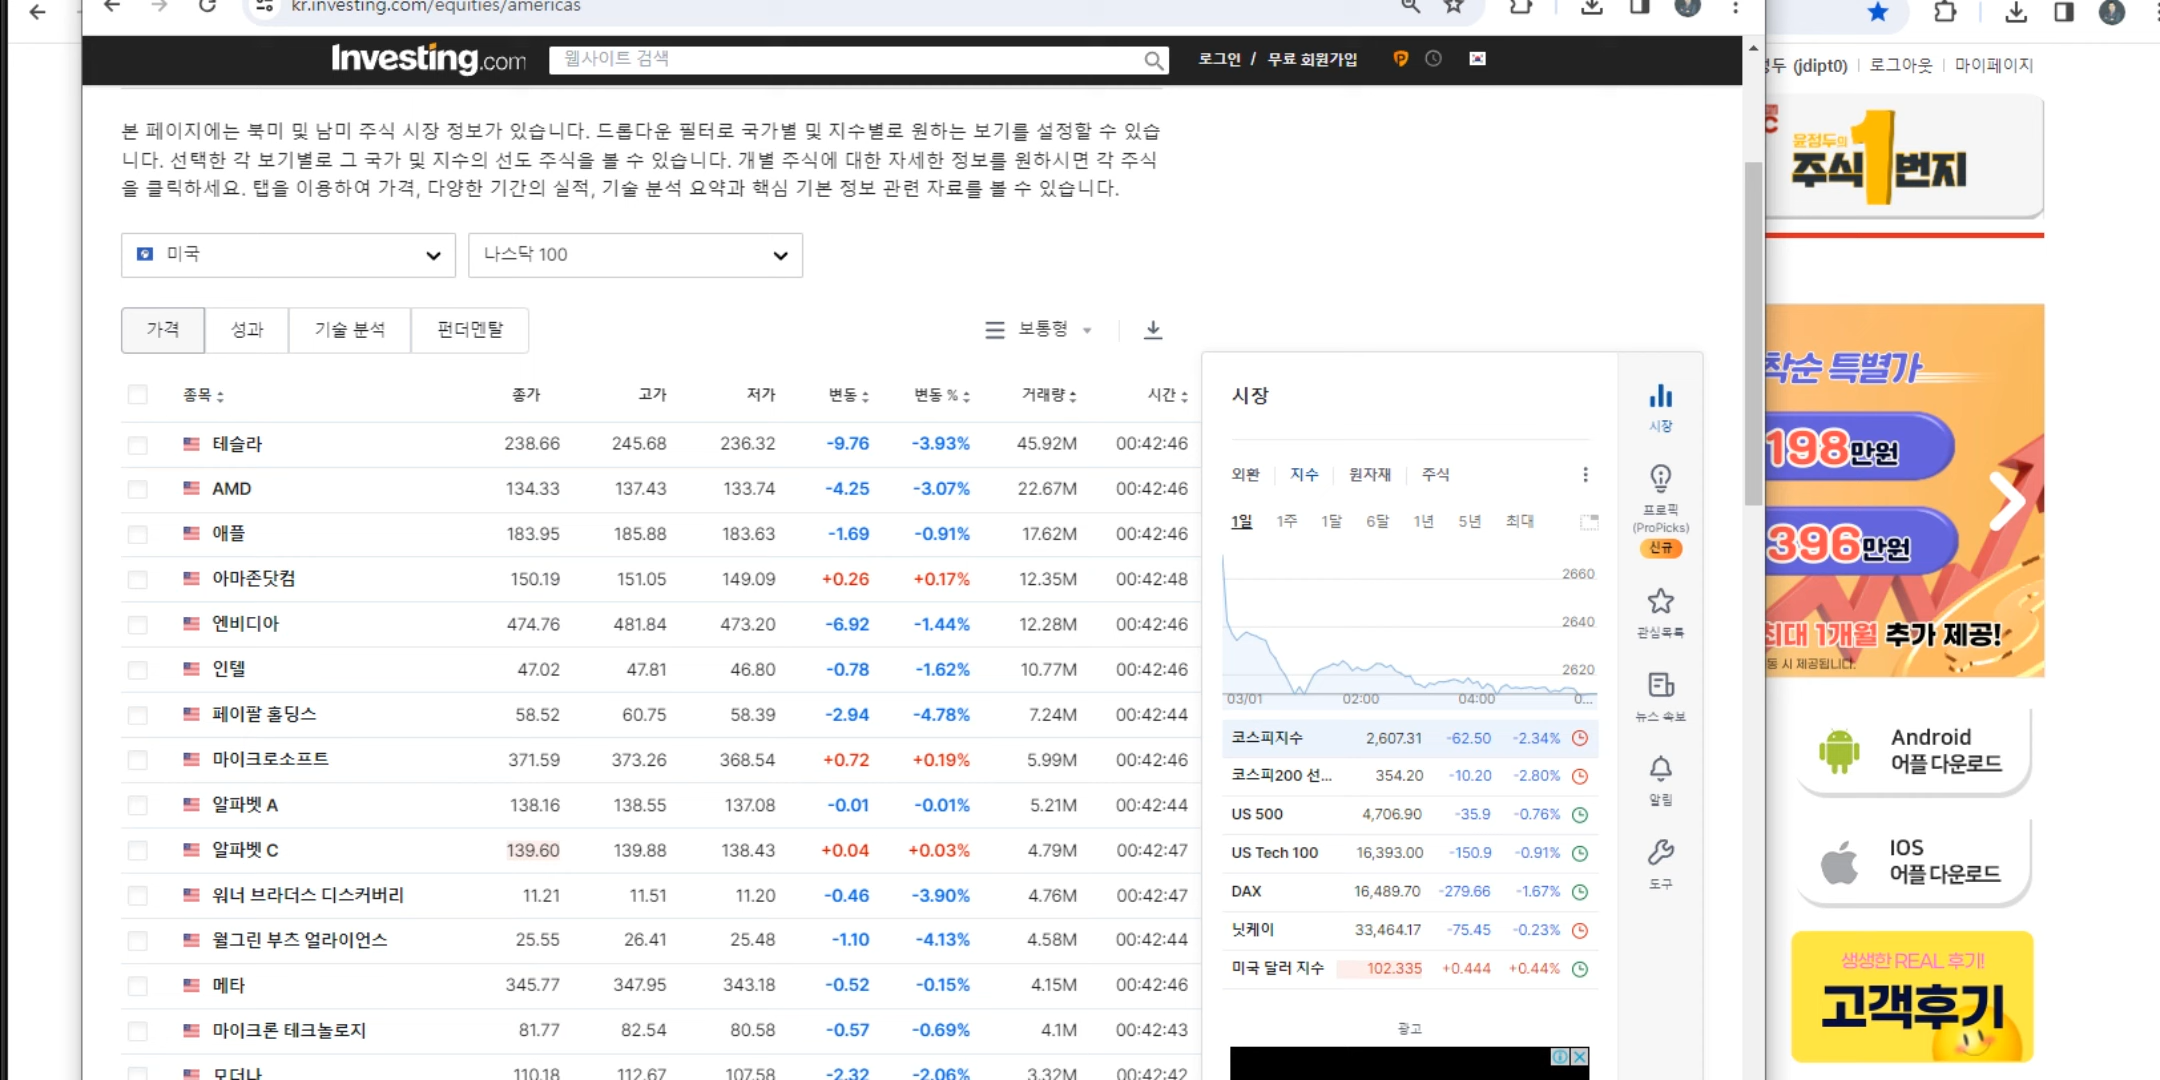 kr.investing.com/equities/americas
Investing.com
웹사이트 검색
로그인 / 무료 회원가입
(jdipt0) 로그아웃 마이페이지
윤정두의
주식1번지
본 페이지에는 북미 및 남미 주식 시장 정보가 있습니다. 드롭다운 필터로 국가별 및 지수별로 원하는 보기를 설정할 수 있습
니다. 선택한 각 보기별로 그 국가 및 지수의 선도 주식을 볼 수 있습니다. 개별 주식에 대한 자세한 정보를 원하시면 각 주식
을 클릭하세요. 탭을 이용하여 가격, 다양한 기간의 실적, 기술 분석 요약과 핵심 기본 정보 관련 자료를 볼 수 있습니다.
미국
나스닥 100
가격 성과 기술 분석 펀더멘탈
보통형
종목 종가 고가 저가 변동 변동 % 거래량 시간
테슬라 238.66 245.68 236.32 -9.76 -3.93% 45.92M 00:42:46
AMD 134.33 137.43 133.74 -4.25 -3.07% 22.67M 00:42:46
애플 183.95 185.88 183.63 -1.69 -0.91% 17.62M 00:42:46
아마존닷컴 150.19 151.05 149.09 +0.26 +0.17% 12.35M 00:42:48
엔비디아 474.76 481.84 473.20 -6.92 -1.44% 12.28M 00:42:46
인텔 47.02 47.81 46.80 -0.78 -1.62% 10.77M 00:42:46
페이팔 홀딩스 58.52 60.75 58.39 -2.94 -4.78% 7.24M 00:42:44
마이크로소프트 371.59 373.26 368.54 +0.72 +0.19% 5.99M 00:42:46
알파벳 A 138.16 138.55 137.08 -0.01 -0.01% 5.21M 00:42:44
알파벳 C 139.60 139.88 138.43 +0.04 +0.03% 4.79M 00:42:47
워너 브라더스 디스커버리 11.21 11.51 11.20 -0.46 -3.90% 4.76M 00:42:47
월그린 부츠 얼라이언스 25.55 26.41 25.48 -1.10 -4.13% 4.58M 00:42:44
메타 345.77 347.95 343.18 -0.52 -0.15% 4.15M 00:42:46
마이크론 테크놀로지 81.77 82.54 80.58 -0.57 -0.69% 4.1M 00:42:43
모더나 110.18 112.67 107.58 -2.32 -2.06% 3.32M 00:42:42
시장
외환 지수 원자재 주식
1일 1주 1달 6달 1년 5년 최대
2660
2640
2620
03/01 02:00 04:00 0...
코스피지수 2,607.31 -62.50 -2.34%
코스피200 선... 354.20 -10.20 -2.80%
US 500 4,706.90 -35.9 -0.76%
US Tech 100 16,393.00 -150.9 -0.91%
DAX 16,489.70 -279.66 -1.67%
닛케이 33,464.17 -75.45 -0.23%
미국 달러 지수 102.335 +0.444 +0.44%
광고
시장
프로픽
(ProPicks)
신규
관심목록
뉴스 속보
알림
도구
착순 특별가
198만원
396만원
최대 1개월 추가 제공!
동 시 제공됩니다.
Android
어플 다운로드
IOS
어플 다운로드
생생한 REAL 후기!
고객후기